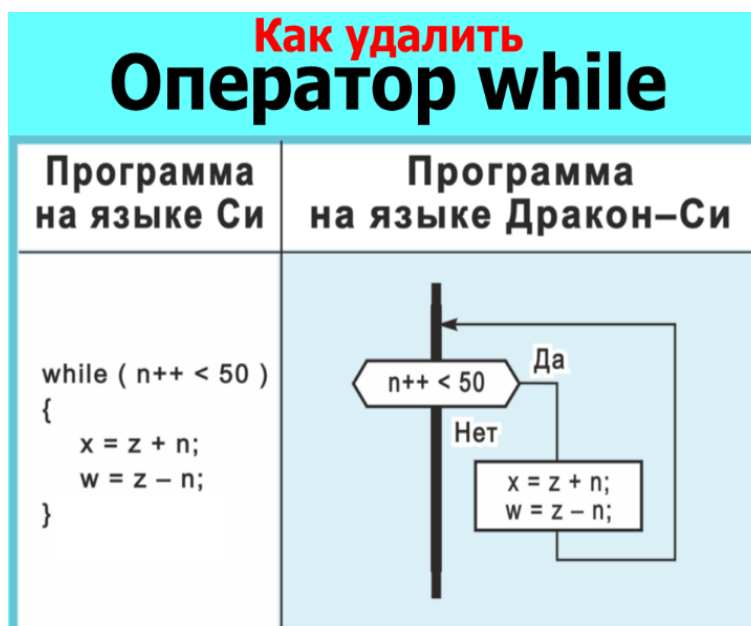 Как удалить
Оператор while
Программа
на языке Си
Программа
на языке Дракон–Си
while ( n++ < 50 )
{
x = z + n;
w = z – n;
}
n++ < 50
Да
Нет
x = z + n;
w = z – n;